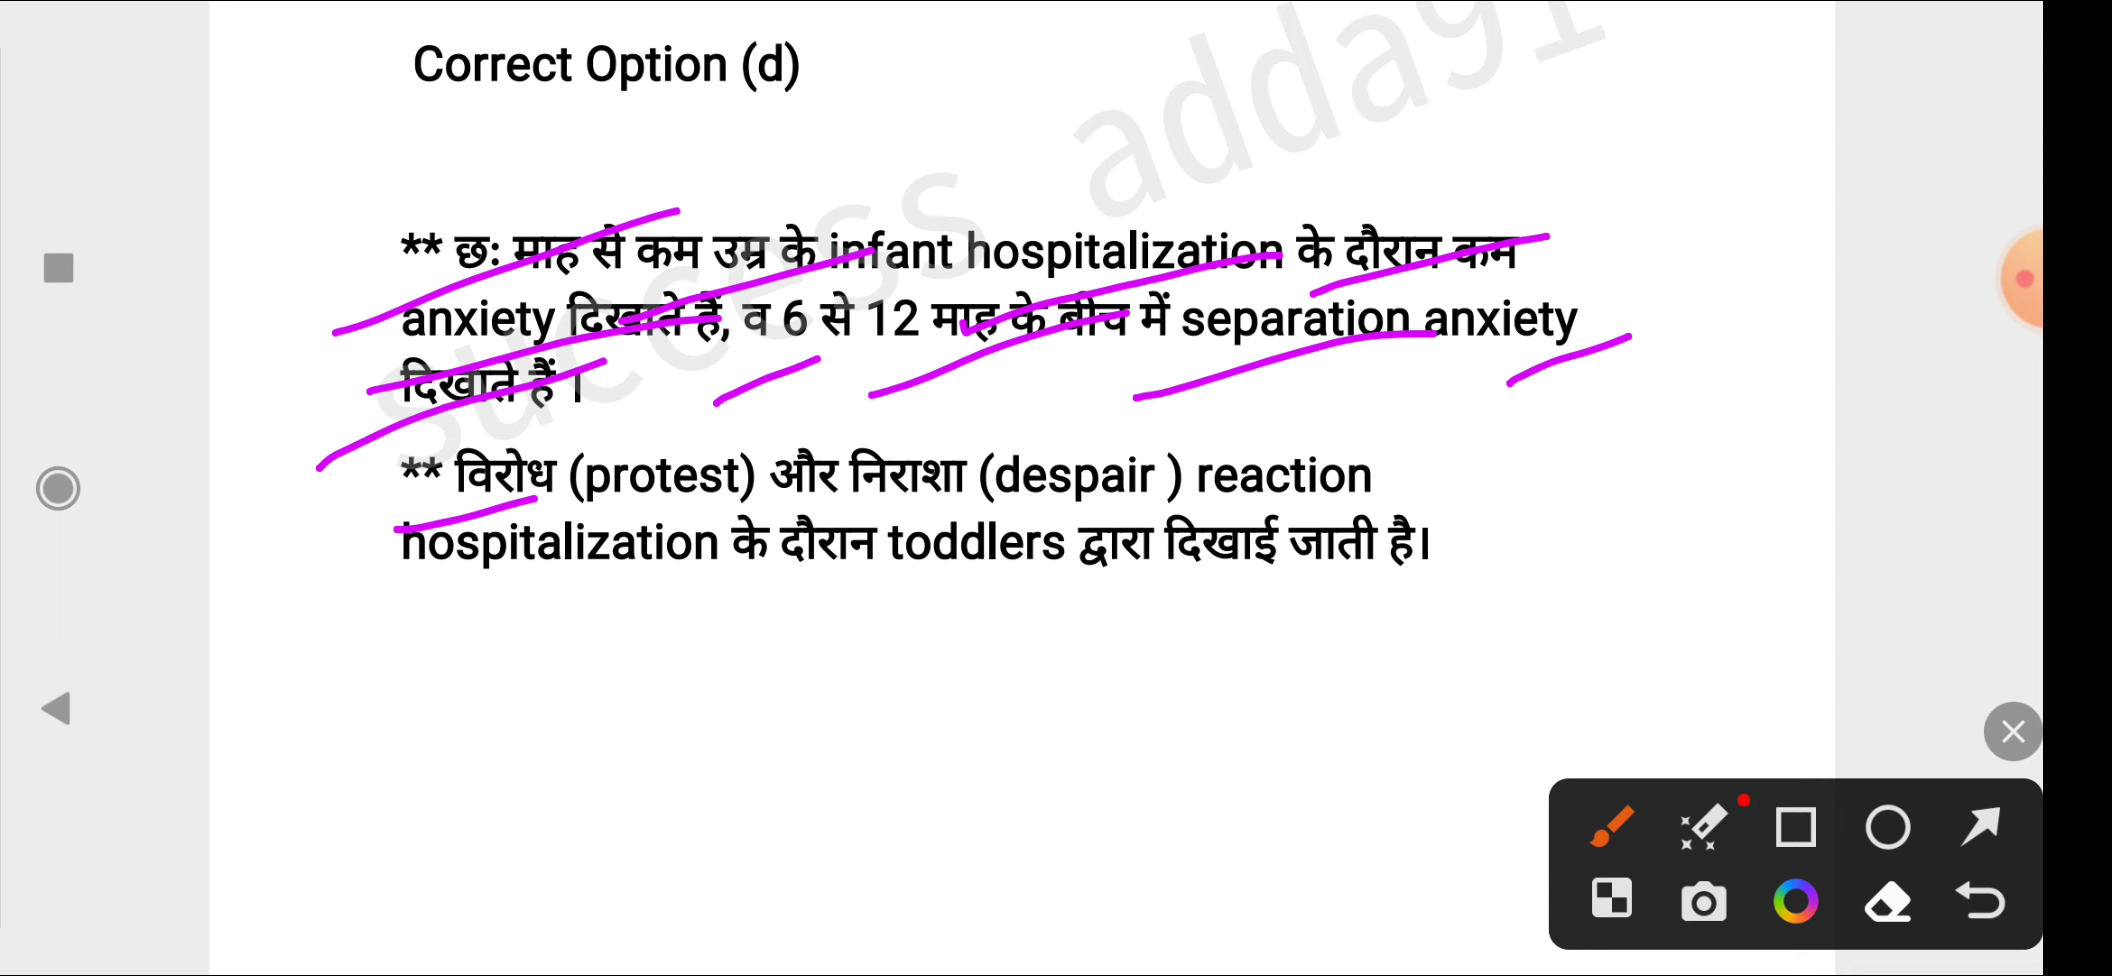 Correct Option (d)
success adda91
** छः माह से कम उम्र के infant hospitalization के दौरान कम
anxiety दिखाते हैं, व 6 से 12 माह के बीच में separation anxiety
दिखाते हैं ।
** विरोध (protest) और निराशा (despair ) reaction
hospitalization के दौरान toddlers द्वारा दिखाई जाती है।